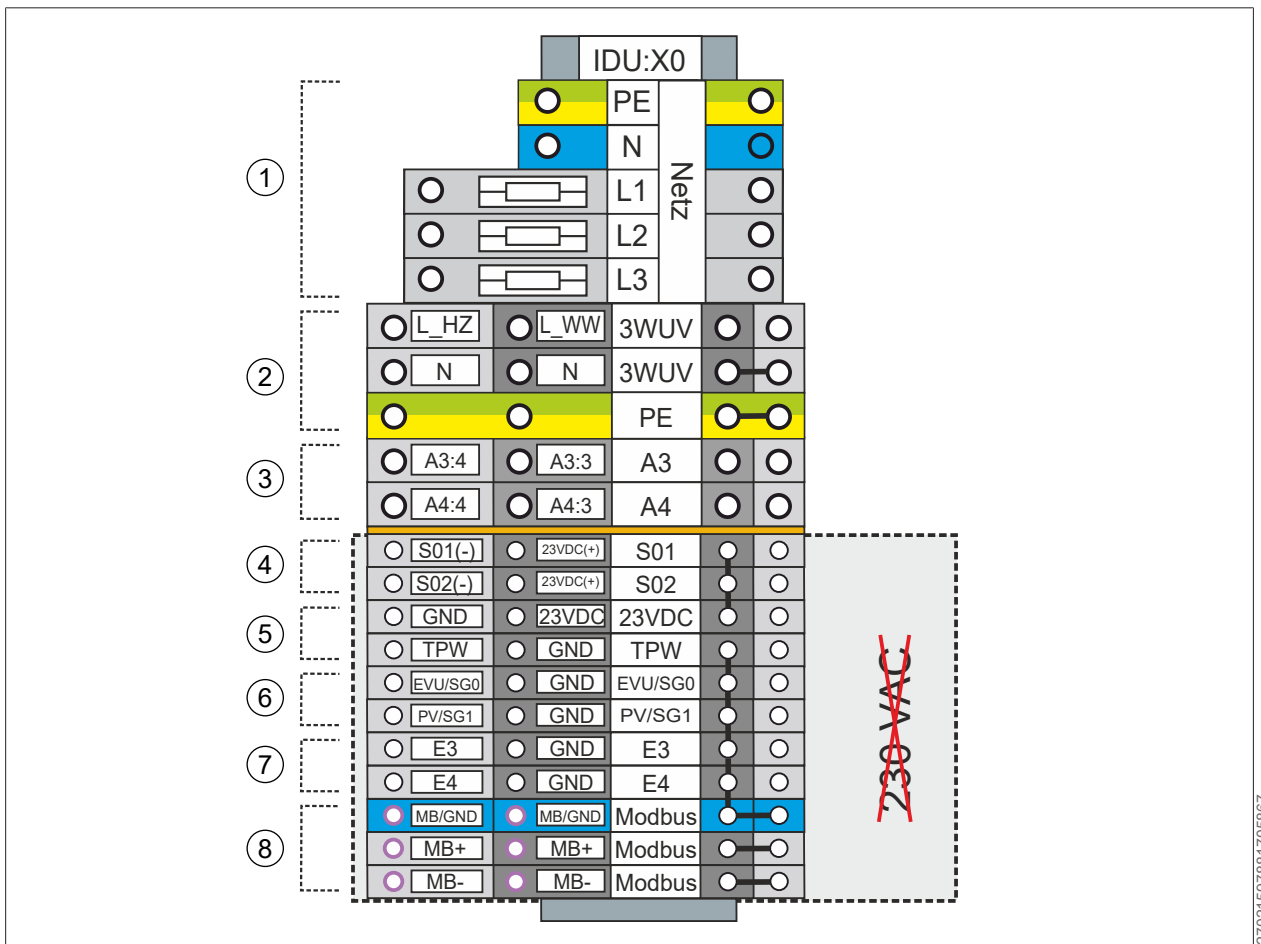 IDU:X0
PE
N
L1
L2
L3
Netz
1
L_HZ L_WW 3WUV
N N 3WUV
PE
2
A3:4 A3:3 A3
A4:4 A4:3 A4
3
S01(-) 23VDC(+) S01
S02(-) 23VDC(+) S02
4
GND 23VDC 23VDC
TPW GND TPW
5
EVU/SG0 GND EVU/SG0
PV/SG1 GND PV/SG1
6
E3 GND E3
E4 GND E4
7
MB/GND MB/GND Modbus
MB+ MB+ Modbus
MB- MB- Modbus
8
230 VAC